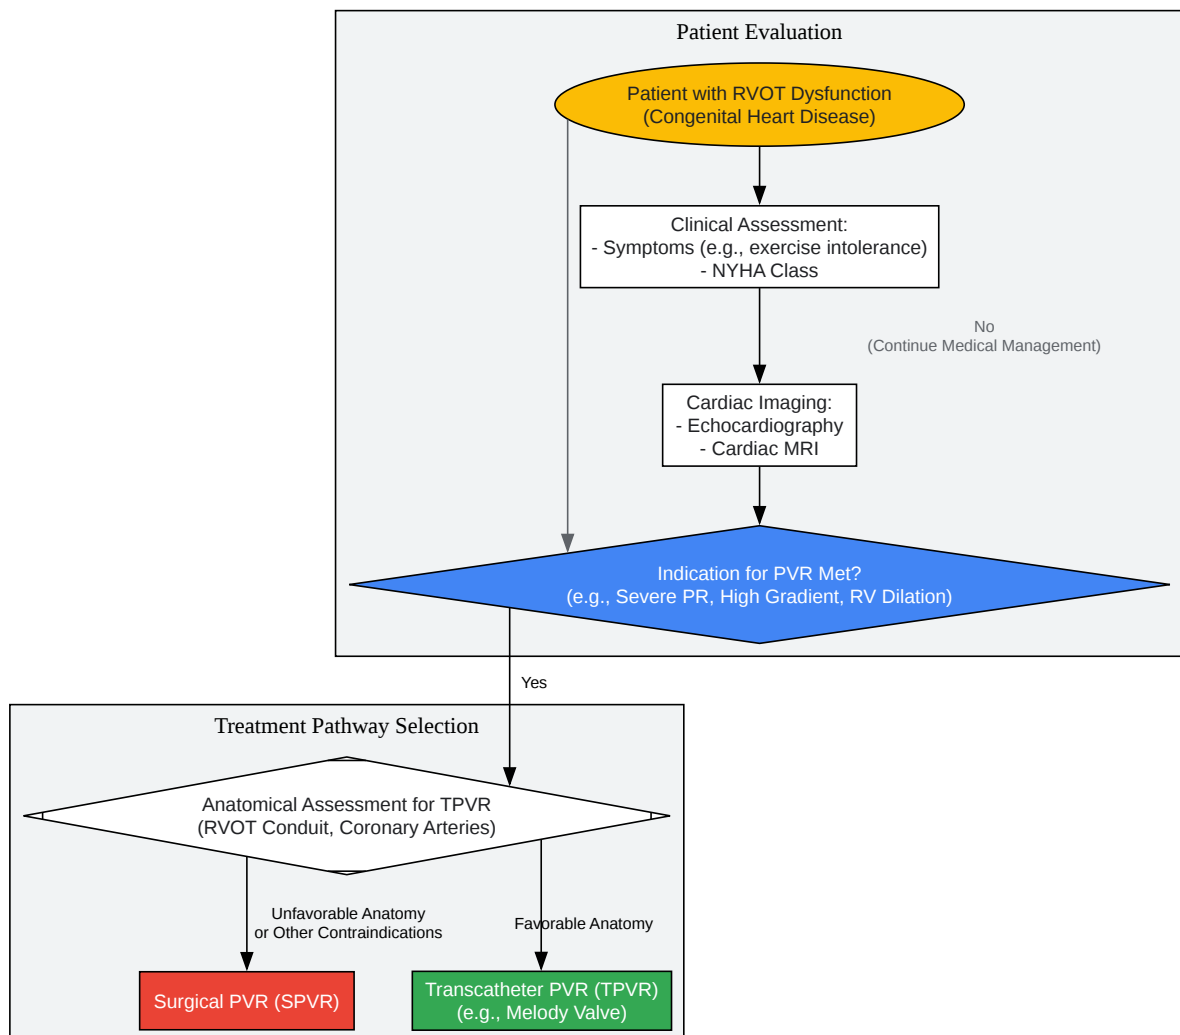 Patient Evaluation
Patient with RVOT Dysfunction
(Congenital Heart Disease)
Clinical Assessment:
- Symptoms (e.g., exercise intolerance)
- NYHA Class
No
(Continue Medical Management)
Cardiac Imaging:
- Echocardiography
- Cardiac MRI
Indication for PVR Met?
(e.g., Severe PR, High Gradient, RV Dilation)
Yes
Treatment Pathway Selection
Anatomical Assessment for TPVR
(RVOT Conduit, Coronary Arteries)
Unfavorable Anatomy
or Other Contraindications
Favorable Anatomy
Surgical PVR (SPVR)
Transcatheter PVR (TPVR)
(e.g., Melody Valve)